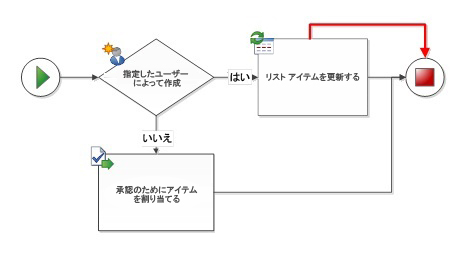 指定したユーザー
によって作成
はい
リスト アイテムを更新する
いいえ
承認のためにアイテム
を割り当てる